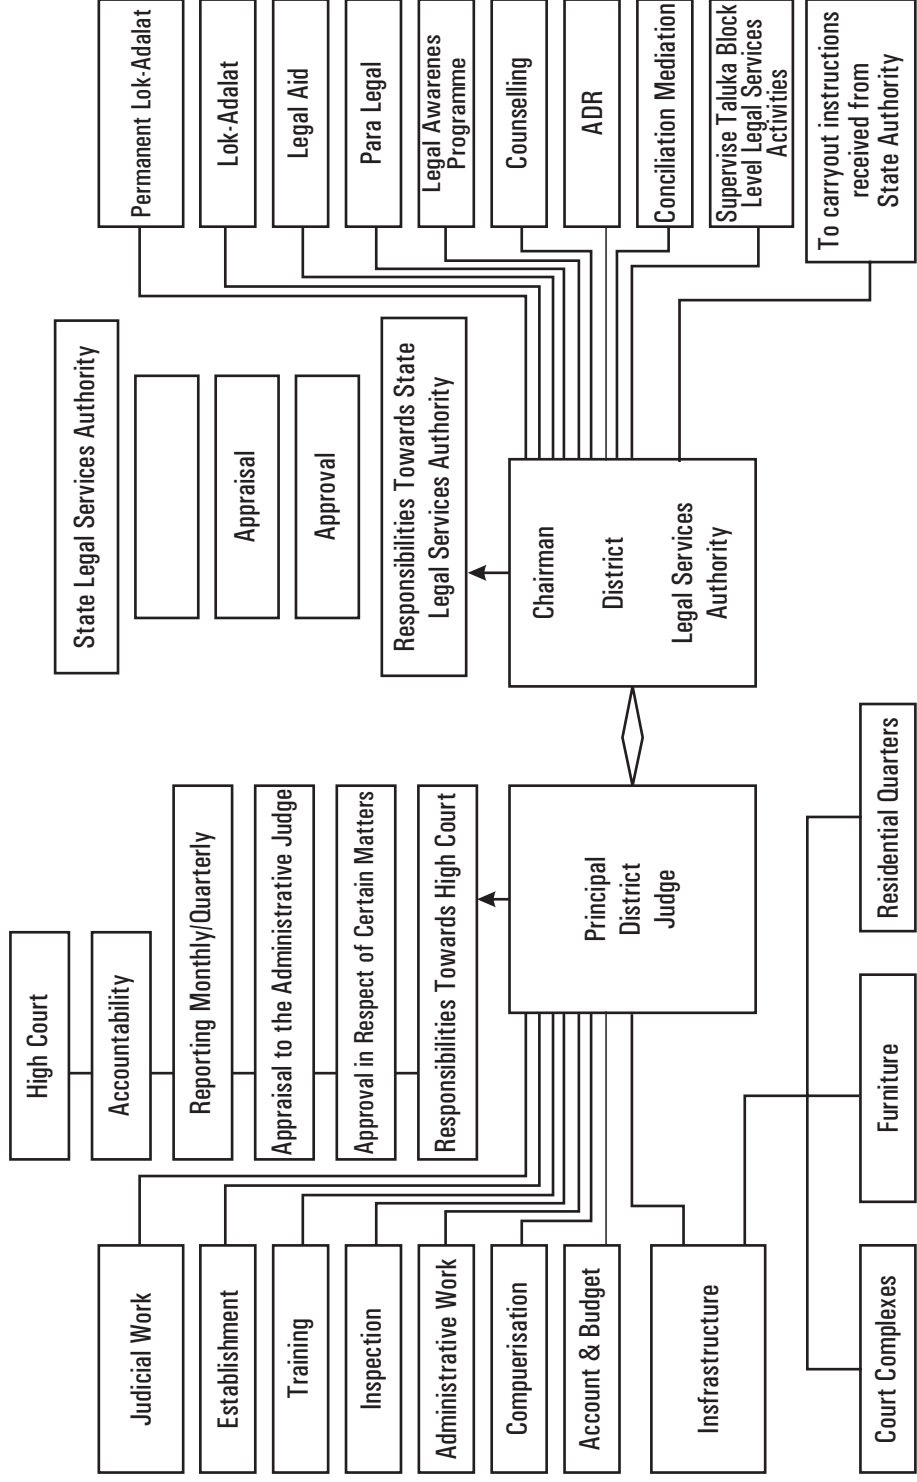 High Court
Accountability
Reporting Monthly/Quarterly
Appraisal to the Administrative Judge
Approval in Respect of Certain Matters
Responsibilities Towards High Court
State Legal Services Authority
Appraisal
Approval
Responsibilities Towards State
Legal Services Authority
Judicial Work
Establishment
Training
Inspection
Administrative Work
Compuerisation
Account & Budget
Insfrastructure
Principal
District
Judge
Chairman
District
Legal Services
Authority
Permanent Lok-Adalat
Lok-Adalat
Legal Aid
Para Legal
Legal Awarenes
Programme
Counselling
ADR
Conciliation Mediation
Supervise Taluka Block
Level Legal Services
Activities
To carryout instructions
received from
State Authority
Court Complexes
Furniture
Residential Quarters